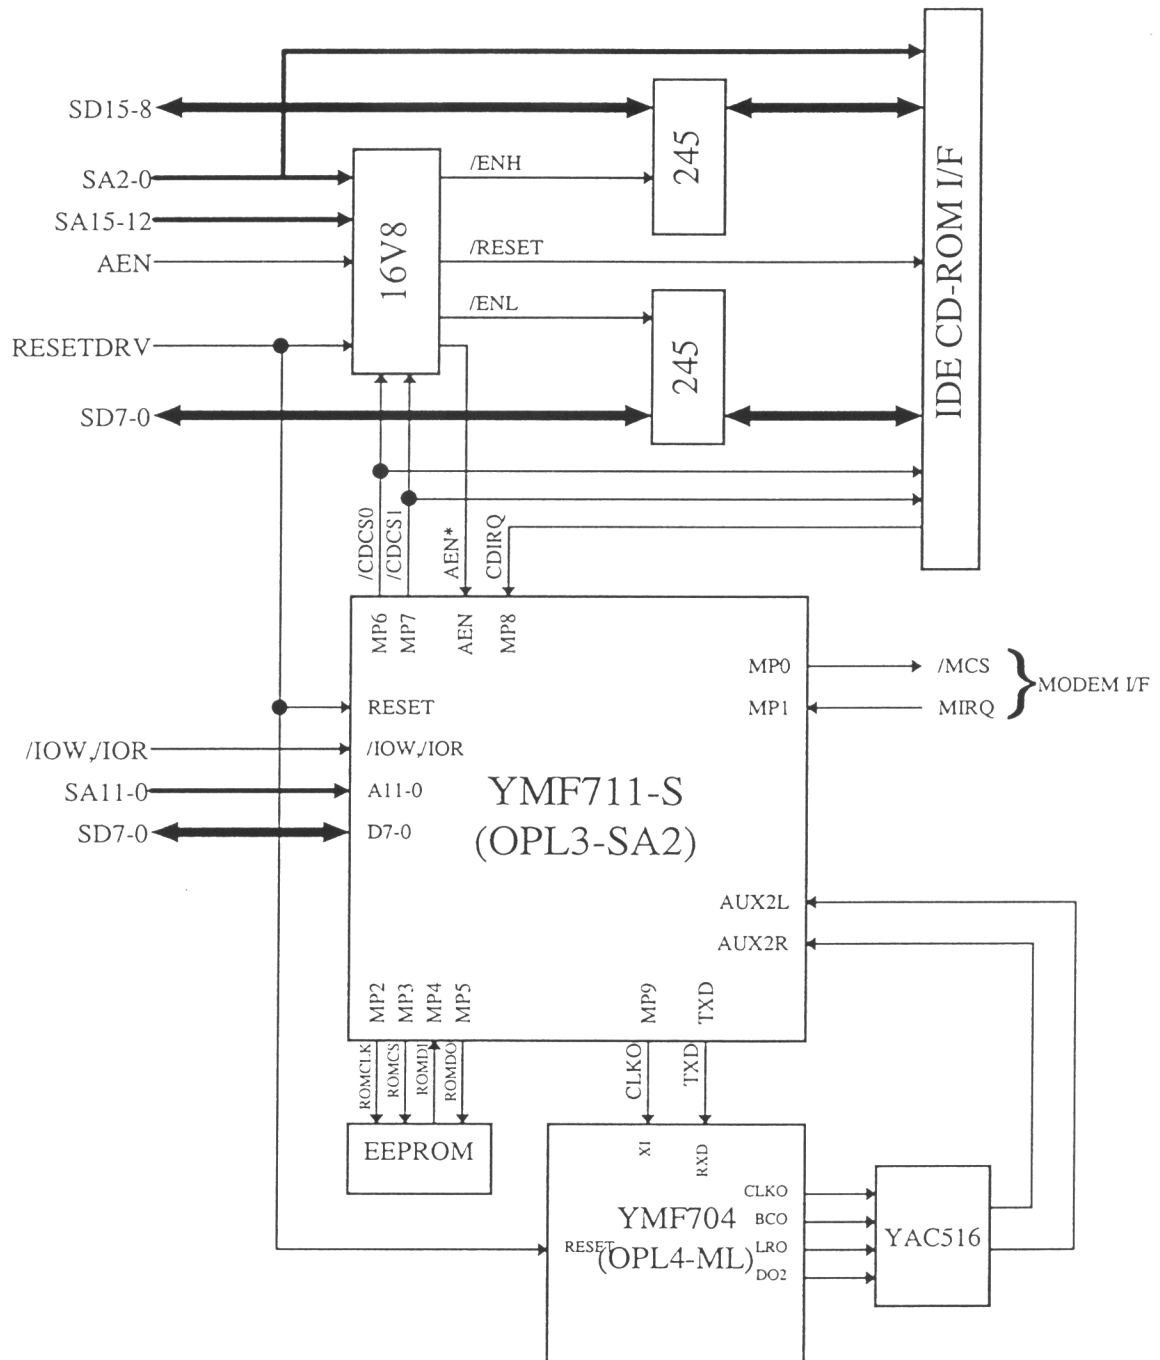 SD15-8
245
/ENH
SA2-0
SA15-12
16V8
/RESET
AEN
IDE CD-ROM I/F
/ENL
RESETDRV
245
SD7-0
/CDCS0
/CDCS1
AEN*
CDIRQ
MP6
MP7
AEN
MP8
MP0
/MCS
MODEM I/F
MP1
MIRQ
RESET
/IOW,/IOR
/IOW,/IOR
SA11-0
A11-0
YMF711-S
SD7-0
D7-0
(OPL3-SA2)
AUX2L
AUX2R
MP2
MP3
MP4
MP5
MP9
TXD
ROMCLK
ROMCS
ROMDI
ROMDO
CLKO
TXD
EEPROM
XI
RXD
CLKO
YMF704
BCO
YAC516
RESET
(OPL4-ML)
LRO
DO2